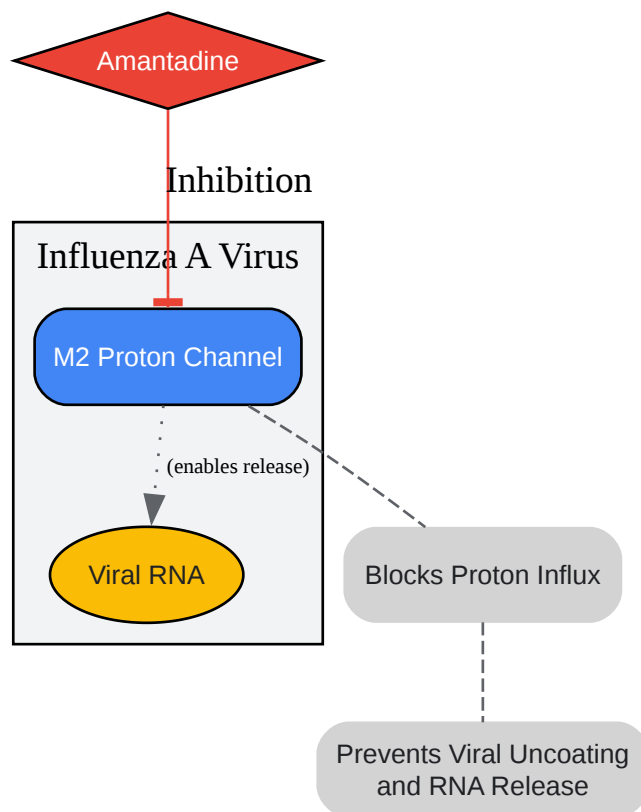 Amantadine
Inhibition
Influenza A Virus
M2 Proton Channel
(enables release)
Viral RNA
Blocks Proton Influx
Prevents Viral Uncoating
and RNA Release